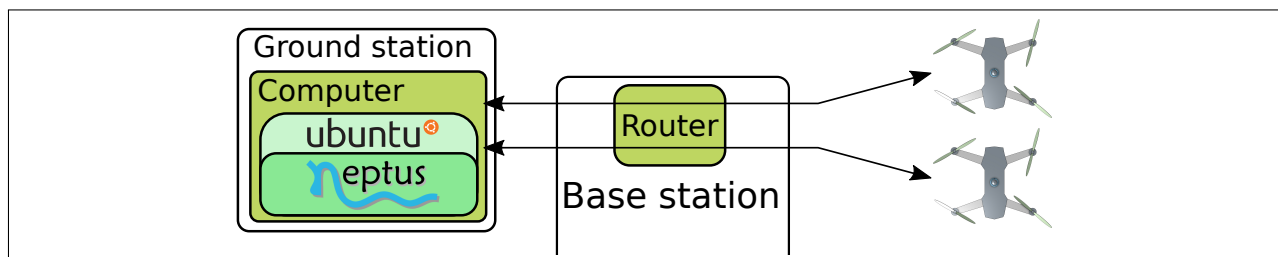 Ground station
Computer
ubuntu
neptus
Router
Base station